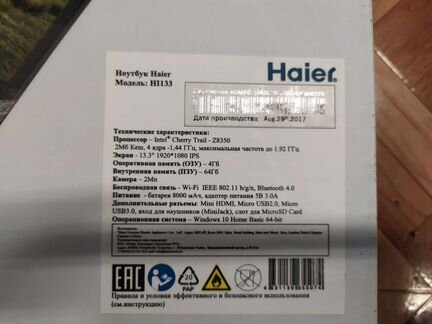 Ноутбук Haier
Модель: HI133
Haier
Дата производства: Aug.29th.2017
Технические характеристики:
Процессор – Intel® Cherry Trail - Z8350
2Мб Кеш, 4 ядра -1,44 ГГц, максимальная частота до 1.92 ГГц
Экран - 13.3" 1920*1080 IPS
Оперативная память (ОЗУ) – 4Гб
Внутренняя память (ПЗУ) – 64Гб
Камера – 2Мп
Беспроводная связь - Wi-Fi IEEE 802.11 b/g/n, Bluetooth 4.0
Питание - батарея 8000 мАч, адаптер питания 5В 3.0А
Дополнительные разъемы: Mini HDMI, Micro USB2.0, Micro
USB3.0, вход для наушников (MiniJack), слот для MicroSD Card
Операционная система - Windows 10 Home Basic 64-bit
EAC
20
PAP
Правила и условия эффективного и безопасного использования
(см.инструкцию)